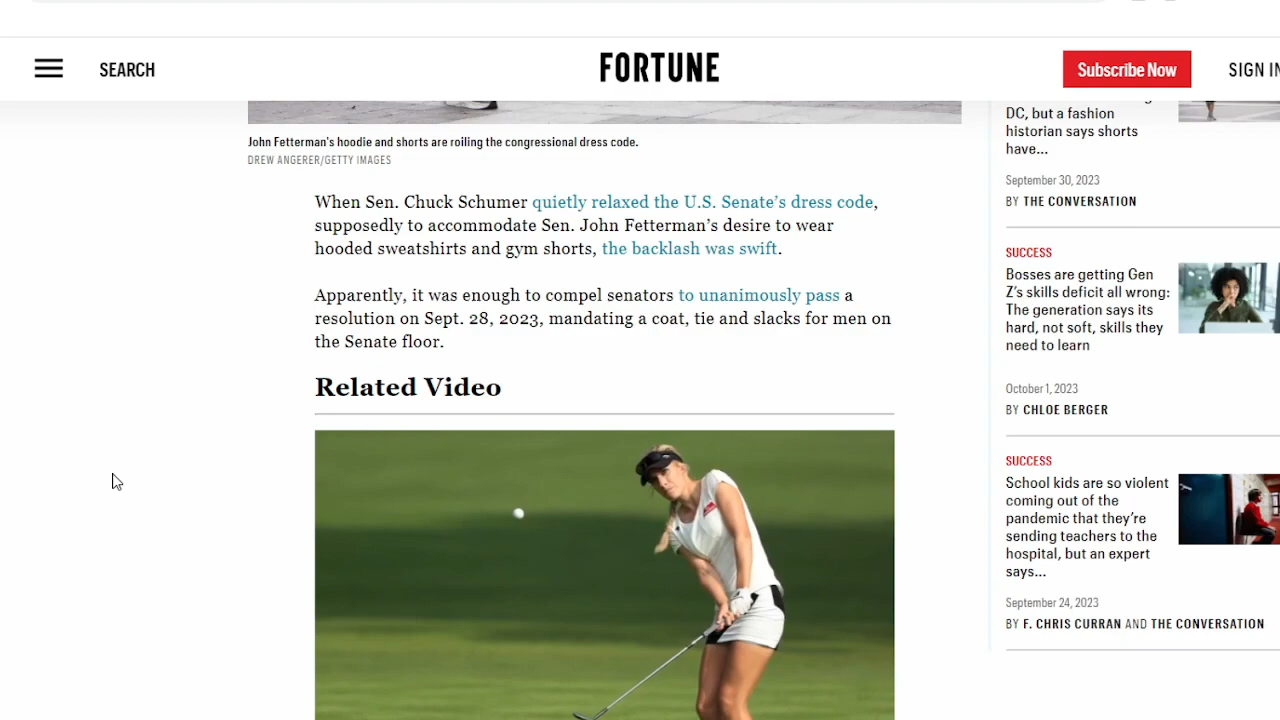 SEARCH
FORTUNE
Subscribe Now
SIGN IN
John Fetterman's hoodie and shorts are roiling the congressional dress code.
DREW ANGERER/GETTY IMAGES
When Sen. Chuck Schumer quietly relaxed the U.S. Senate’s dress code,
supposedly to accommodate Sen. John Fetterman’s desire to wear
hooded sweatshirts and gym shorts, the backlash was swift.
Apparently, it was enough to compel senators to unanimously pass a
resolution on Sept. 28, 2023, mandating a coat, tie and slacks for men on
the Senate floor.
Related Video
DC, but a fashion
historian says shorts
have...
September 30, 2023
BY THE CONVERSATION
SUCCESS
Bosses are getting Gen
Z’s skills deficit all wrong:
The generation says its
hard, not soft, skills they
need to learn
October 1, 2023
BY CHLOE BERGER
SUCCESS
School kids are so violent
coming out of the
pandemic that they’re
sending teachers to the
hospital, but an expert
says...
September 24, 2023
BY F. CHRIS CURRAN AND THE CONVERSATION